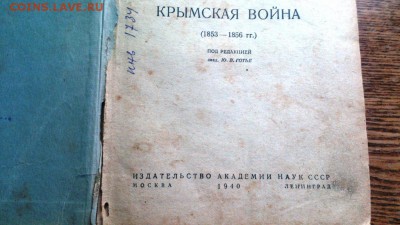 COINS.LAVE.RU
КРЫМСКАЯ ВОЙНА
(1853 — 1856 гг.)
ПОД РЕДАКЦИЕЙ
акад. Ю. В. ГОТЬЕ
ИЗДАТЕЛЬСТВО АКАДЕМИИ НАУК СССР
МОСКВА 1940 ЛЕНИНГРАД